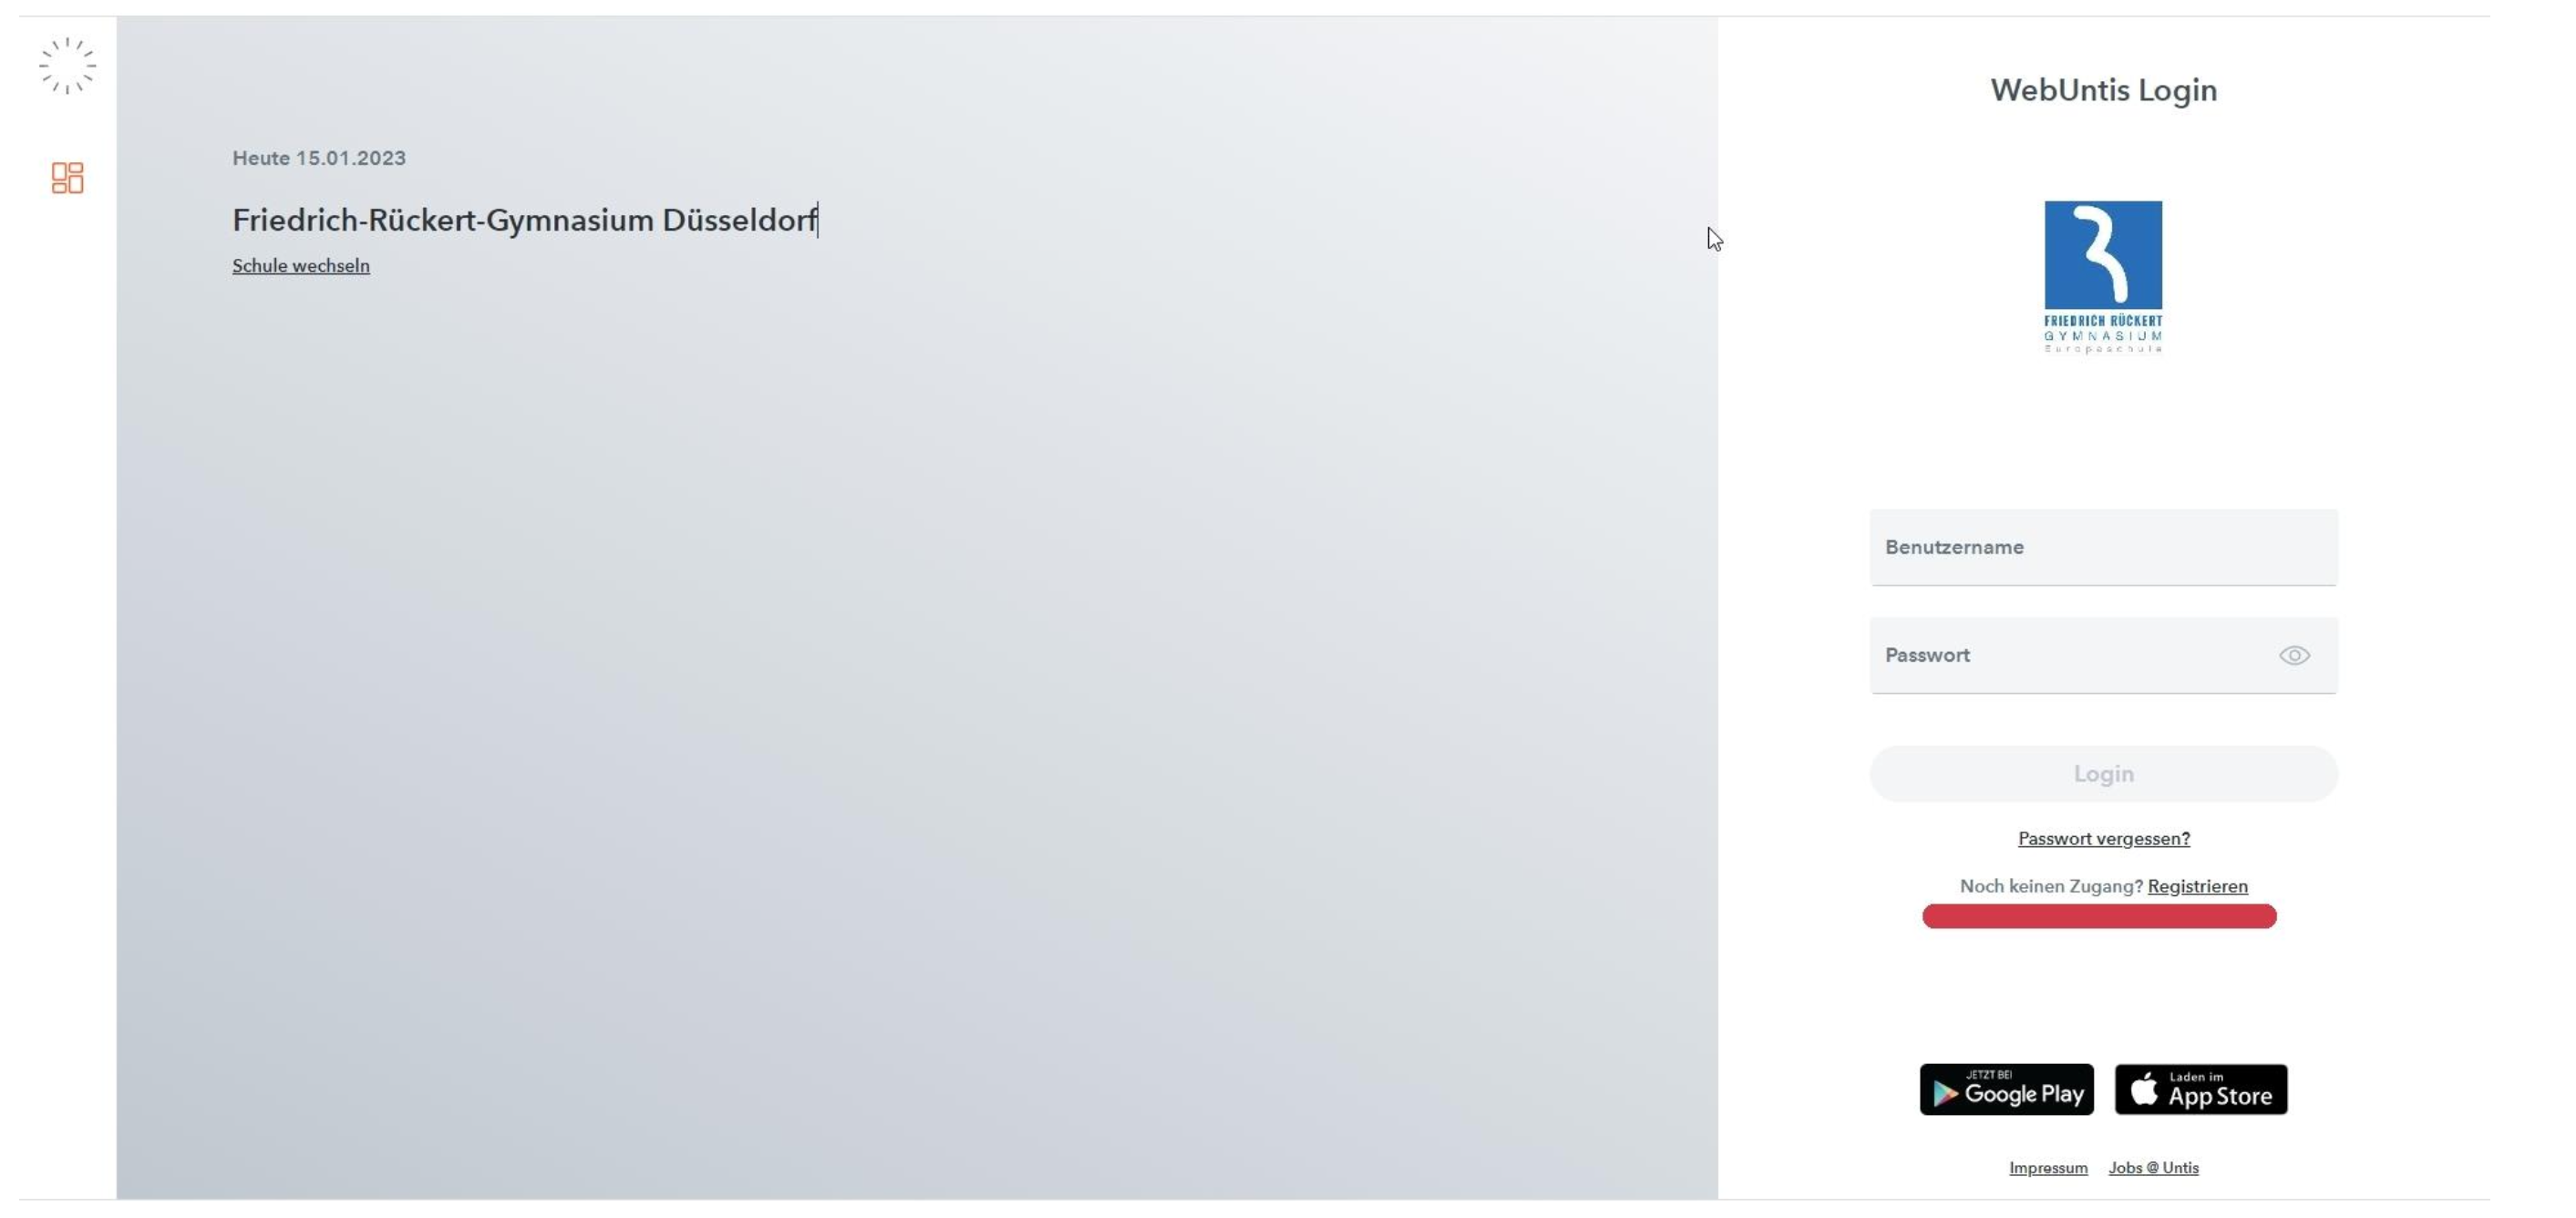 WebUntis Login
Heute 15.01.2023
Friedrich-Rückert-Gymnasium Düsseldorf
Schule wechseln
FRIEDRICH RÜCKERT
GYMNASIUM
Europaschule
Benutzername
Passwort
Login
Passwort vergessen?
Noch keinen Zugang? Registrieren
JETZT BEI
Google Play
Laden im
App Store
Impressum Jobs @ Untis